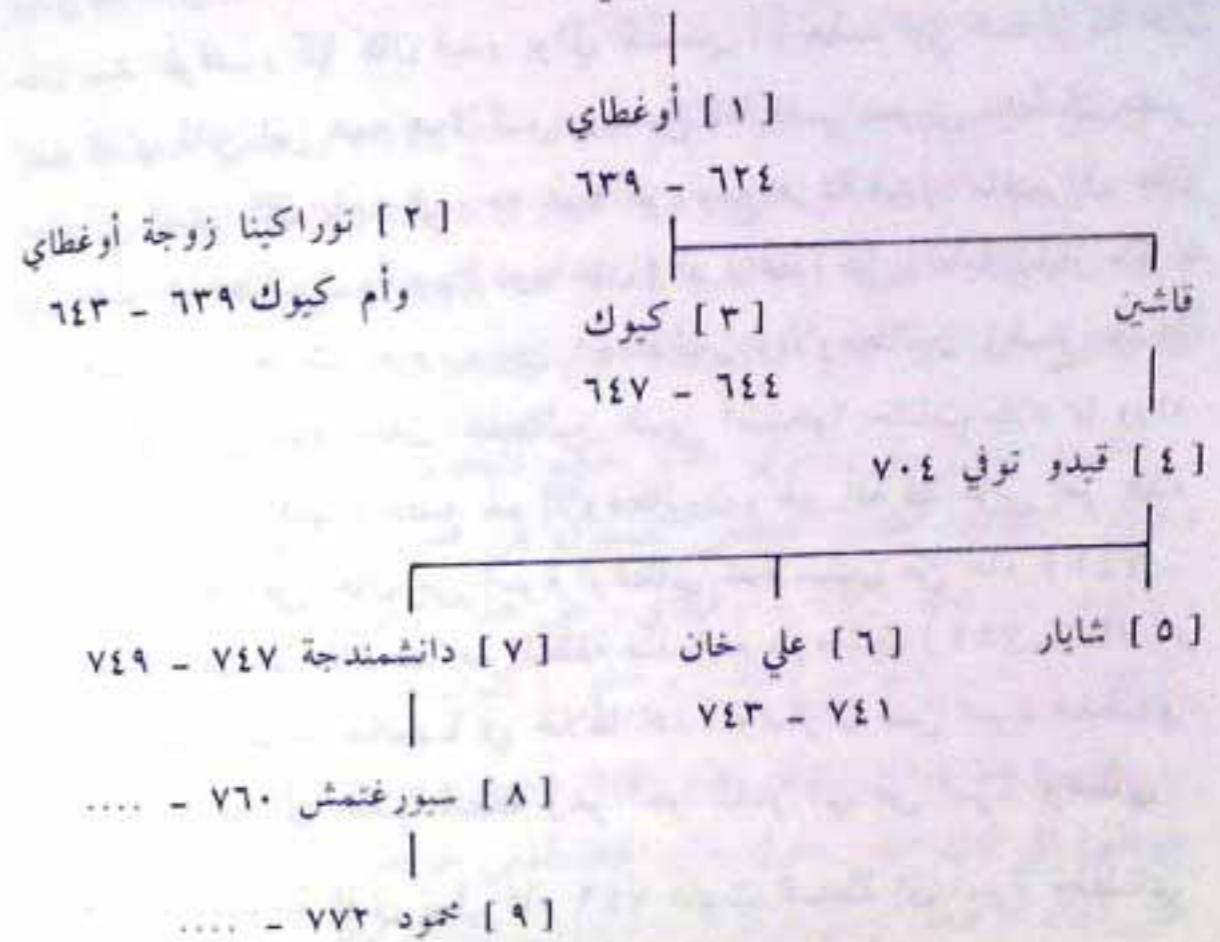 [ ١ ] أوغطاي
٦٢٤ - ٦٣٩
[ ٢ ] توراكينا زوجة أوغطاي
وأم كيوك ٦٣٩ - ٦٤٣
[ ٣ ] كيوك
٦٤٤ - ٦٤٧
قاشين
[ ٤ ] قيدو توفي ٧٠٤
[ ٥ ] شابار
[ ٦ ] علي خان
٧٤١ - ٧٤٣
[ ٧ ] دانشمندجة ٧٤٧ - ٧٤٩
[ ٨ ] سيورغتمش ٧٦٠ - ....
[ ٩ ] محمود ٧٧٢ - ....